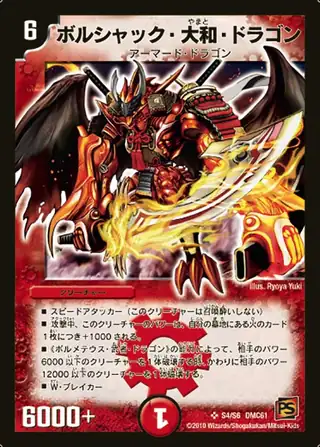 6
ボルシャック・大和・ドラゴン
やまと
アーマード・ドラゴン
Illus. Ryoya Yuki
クリーチャー
■ スピードアタッカー (このクリーチャーは召喚酔いしない)
■ 攻撃中、このクリーチャーのパワーは、自分の墓地にある火のカード
1枚につき+1000される。
■ 《ボルメテウス・武者・ドラゴン》の能力によって、相手のパワー
6000以下のクリーチャーを1体破壊する時、かわりに相手のパワー
12000以下のクリーチャーを1体破壊する。
■ W・ブレイカー
S4/S6 DMC61
6000+
1
©2010 Wizards/Shogakukan/Mitsui-Kids
PS